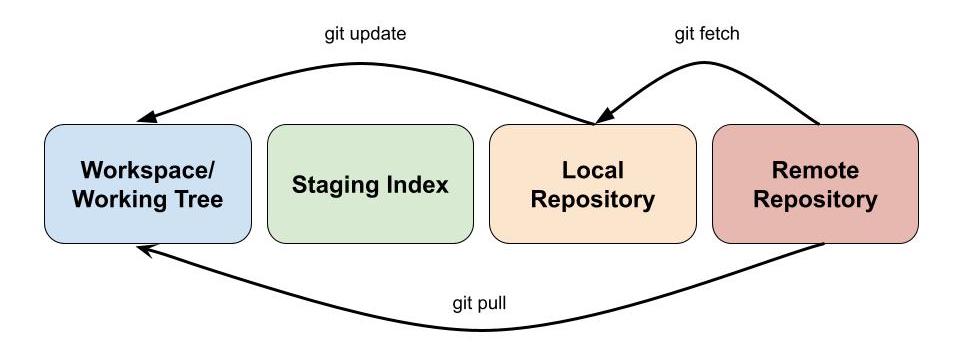 git update
git fetch
Workspace/
Working Tree
Staging Index
Local
Repository
Remote
Repository
git pull